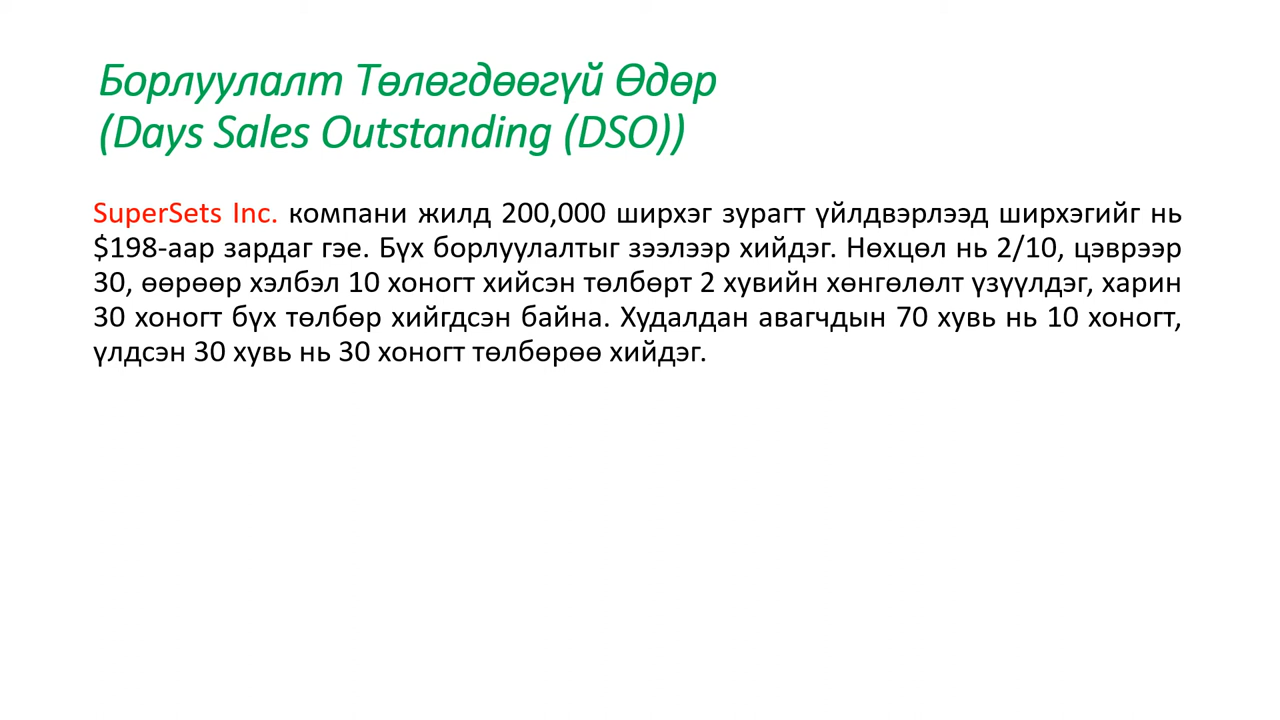 Борлуулалт Төлөгдөөгүй Өдөр
(Days Sales Outstanding (DSO))
SuperSets Inc. компани жилд 200,000 ширхэг зурагт үйлдвэрлээд ширхэгийг нь
$198-аар зардаг гэе. Бүх борлуулалтыг зээлээр хийдэг. Нөхцөл нь 2/10, цэврээр
30, өөрөөр хэлбэл 10 хоногт хийсэн төлбөрт 2 хувийн хөнгөлөлт үзүүлдэг, харин
30 хоногт бүх төлбөр хийгдсэн байна. Худалдан авагчдын 70 хувь нь 10 хоногт,
үлдсэн 30 хувь нь 30 хоногт төлбөрөө хийдэг.